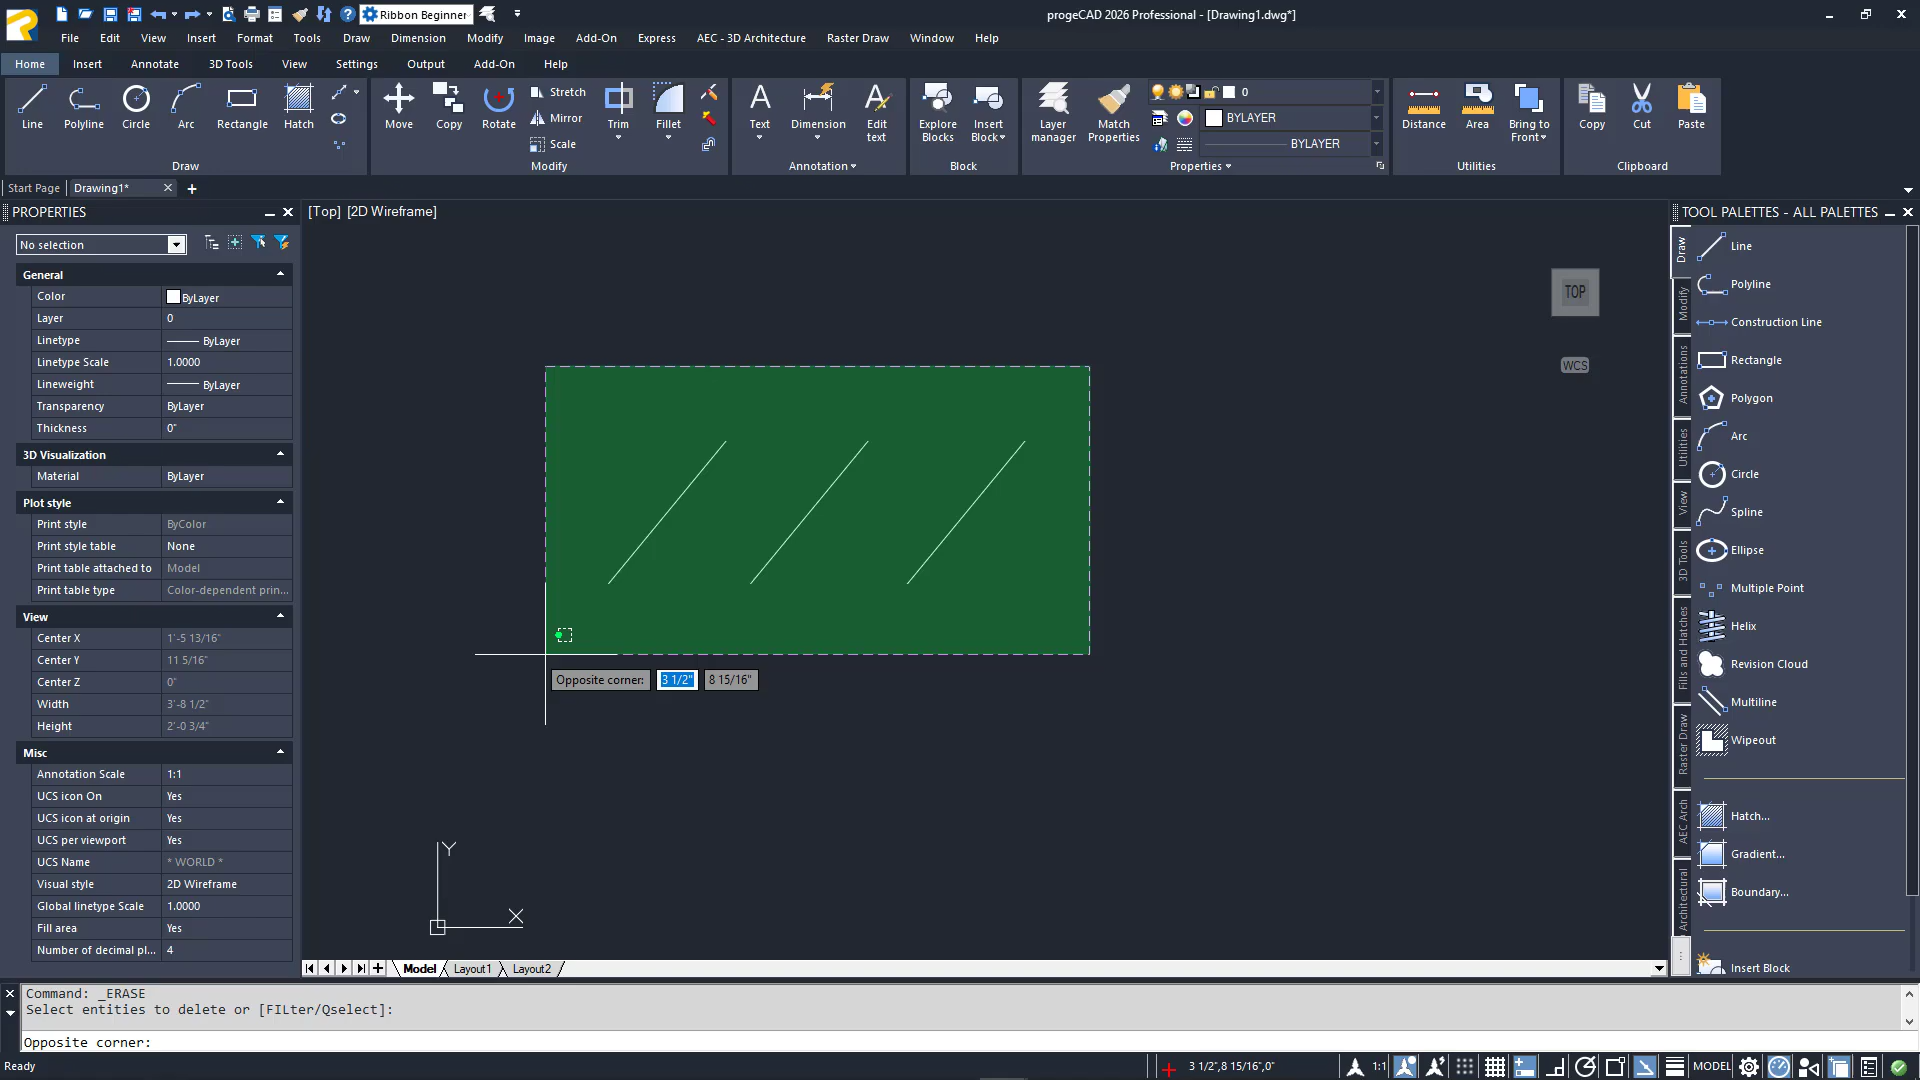 Ribbon Beginner
progeCAD 2026 Professional - [Drawing1.dwg*]
File Edit View Insert Format Tools Draw Dimension Modify Image Add-On Express AEC - 3D Architecture Raster Draw Window Help
Home Insert Annotate 3D Tools View Settings Output Add-On Help
Line Polyline Circle Arc Rectangle Hatch
Draw
Move Copy Rotate Stretch Mirror Scale Trim Fillet
Modify
Text Dimension Edit text
Annotation
Explore Blocks Insert Block
Block
Layer manager Match Properties 0
BYLAYER
BYLAYER
Properties
Distance Area Bring to Front
Utilities
Copy Cut Paste
Clipboard
Start Page Drawing1*
PROPERTIES
No selection
General
Color ByLayer
Layer 0
Linetype ByLayer
Linetype Scale 1.0000
Lineweight ByLayer
Transparency ByLayer
Thickness 0"
3D Visualization
Material ByLayer
Plot style
Print style ByColor
Print style table None
Print table attached to Model
Print table type Color-dependent prin...
View
Center X 1'-5 13/16"
Center Y 11 5/16"
Center Z 0"
Width 3'-8 1/2"
Height 2'-0 3/4"
Misc
Annotation Scale 1:1
UCS icon On Yes
UCS icon at origin Yes
UCS per viewport Yes
UCS Name * WORLD *
Visual style 2D Wireframe
Global linetype Scale 1.0000
Fill area Yes
Number of decimal pl... 4
[Top] [2D Wireframe]
TOP
WCS
Opposite corner: 3 1/2" 8 15/16"
Y
X
Model Layout1 Layout2
TOOL PALETTES - ALL PALETTES
Draw
Modify
Annotations
Utilities
View
3D Tools
Fills and Hatches
Raster Draw
AEC Arch
Architectural
Line
Polyline
Construction Line
Rectangle
Polygon
Arc
Circle
Spline
Ellipse
Multiple Point
Helix
Revision Cloud
Multiline
Wipeout
Hatch...
Gradient...
Boundary...
Insert Block
Command: _ERASE
Select entities to delete or [FILter/Qselect]:
Opposite corner:
Ready
3 1/2",8 15/16",0"
1:1
MODEL